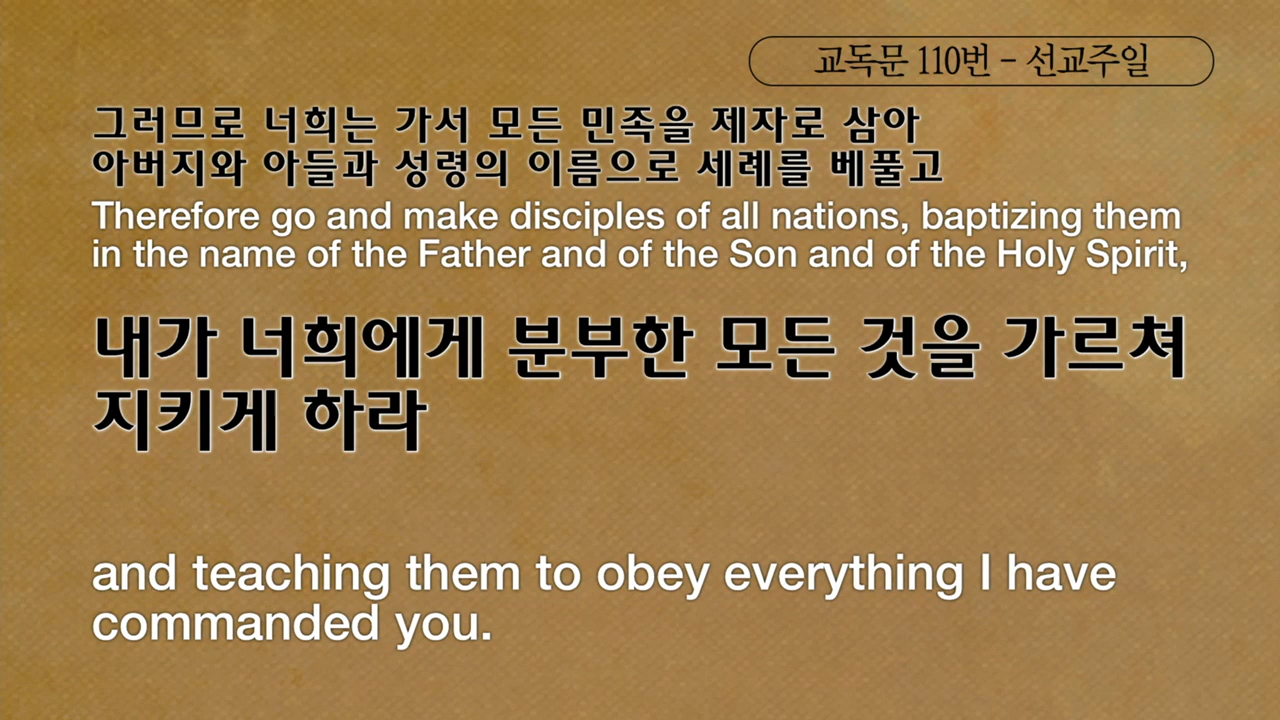 교독문 110번 - 선교주일
그러므로 너희는 가서 모든 민족을 제자로 삼아
아버지와 아들과 성령의 이름으로 세례를 베풀고
Therefore go and make disciples of all nations, baptizing them
in the name of the Father and of the Son and of the Holy Spirit,
내가 너희에게 분부한 모든 것을 가르쳐
지키게 하라
and teaching them to obey everything I have
commanded you.